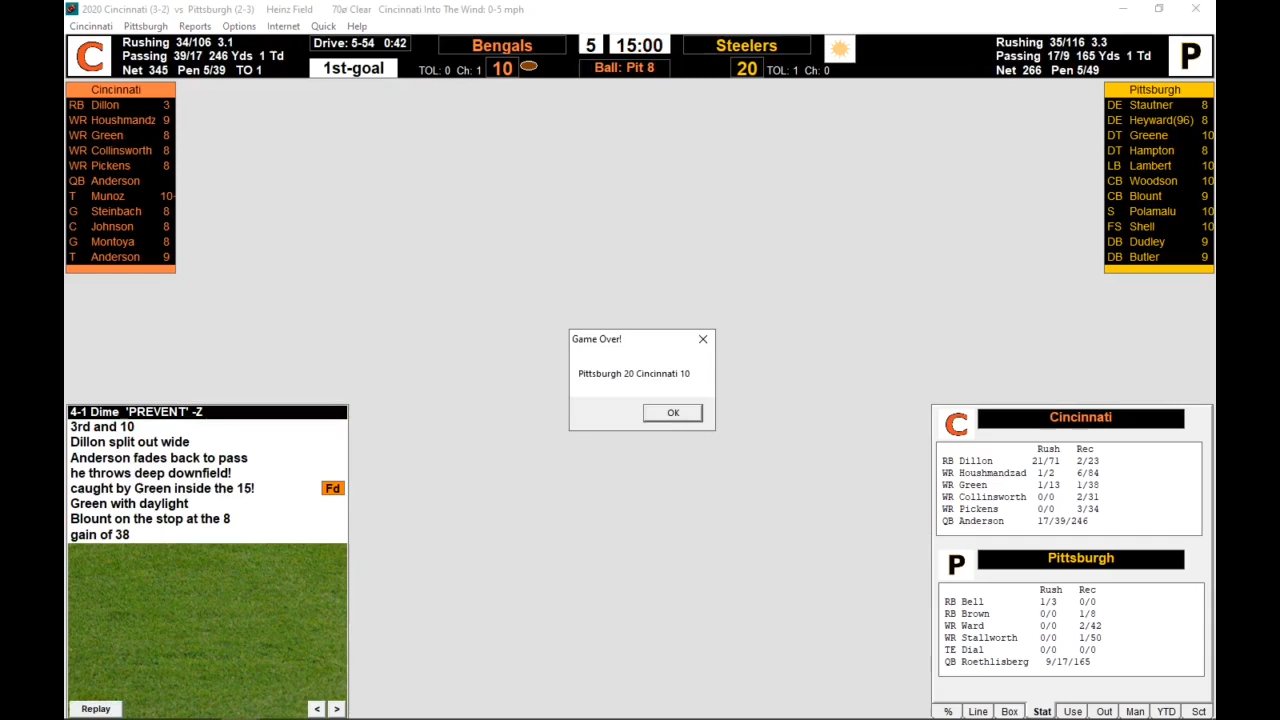 2020 Cincinnati (3-2) vs Pittsburgh (2-3) Heinz Field 70ø Clear Cincinnati Into The Wind: 0-5 mph
Cincinnati Pittsburgh Reports Options Internet Quick Help
C
Rushing 34/106 3.1
Passing 39/17 246 Yds 1 Td
Net 345 Pen 5/39 TO 1
Drive: 5-54 0:42
1st-goal
Bengals
TOL: 0 Ch: 1 10
5 15:00
Ball: Pit 8
Steelers
20 TOL: 1 Ch: 0
Rushing 35/116 3.3
Passing 17/9 165 Yds 1 Td
Net 266 Pen 5/49
P
Cincinnati
RB Dillon 3
WR Houshmandz 9
WR Green 8
WR Collinsworth 8
WR Pickens 8
QB Anderson
T Munoz 10
G Steinbach 8
C Johnson 8
G Montoya 8
T Anderson 9
Pittsburgh
DE Stautner 8
DE Heyward(96) 8
DT Greene 10
DT Hampton 8
LB Lambert 10
CB Woodson 10
CB Blount 9
S Polamalu 10
FS Shell 10
DB Dudley 9
DB Butler 9
Game Over!
Pittsburgh 20 Cincinnati 10
OK
4-1 Dime 'PREVENT' -Z
3rd and 10
Dillon split out wide
Anderson fades back to pass
he throws deep downfield!
caught by Green inside the 15! Fd
Green with daylight
Blount on the stop at the 8
gain of 38
Replay < >
C Cincinnati
Rush Rec
RB Dillon 21/71 2/23
WR Houshmandzad 1/2 6/84
WR Green 1/13 1/38
WR Collinsworth 0/0 2/31
WR Pickens 0/0 3/34
QB Anderson 17/39/246
P Pittsburgh
Rush Rec
RB Bell 1/3 0/0
RB Brown 0/0 1/8
WR Ward 0/0 2/42
WR Stallworth 0/0 1/50
TE Dial 0/0 0/0
QB Roethlisberg 9/17/165
% Line Box Stat Use Out Man YTD Sct